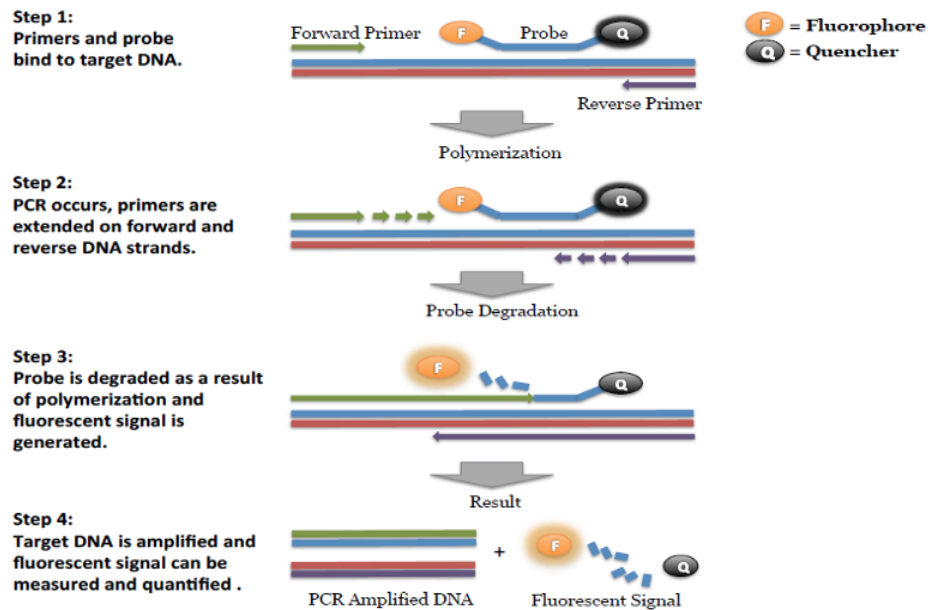 Step 1:
Primers and probe
bind to target DNA.
Forward Primer
F
Probe
Q
F = Fluorophore
Q = Quencher
Reverse Primer
Polymerization
Step 2:
PCR occurs, primers are
extended on forward and
reverse DNA strands.
F
Q
Probe Degradation
Step 3:
Probe is degraded as a result
of polymerization and
fluorescent signal is
generated.
F
Q
Result
Step 4:
Target DNA is amplified and
fluorescent signal can be
measured and quantified .
+
F
Q
PCR Amplified DNA
Fluorescent Signal